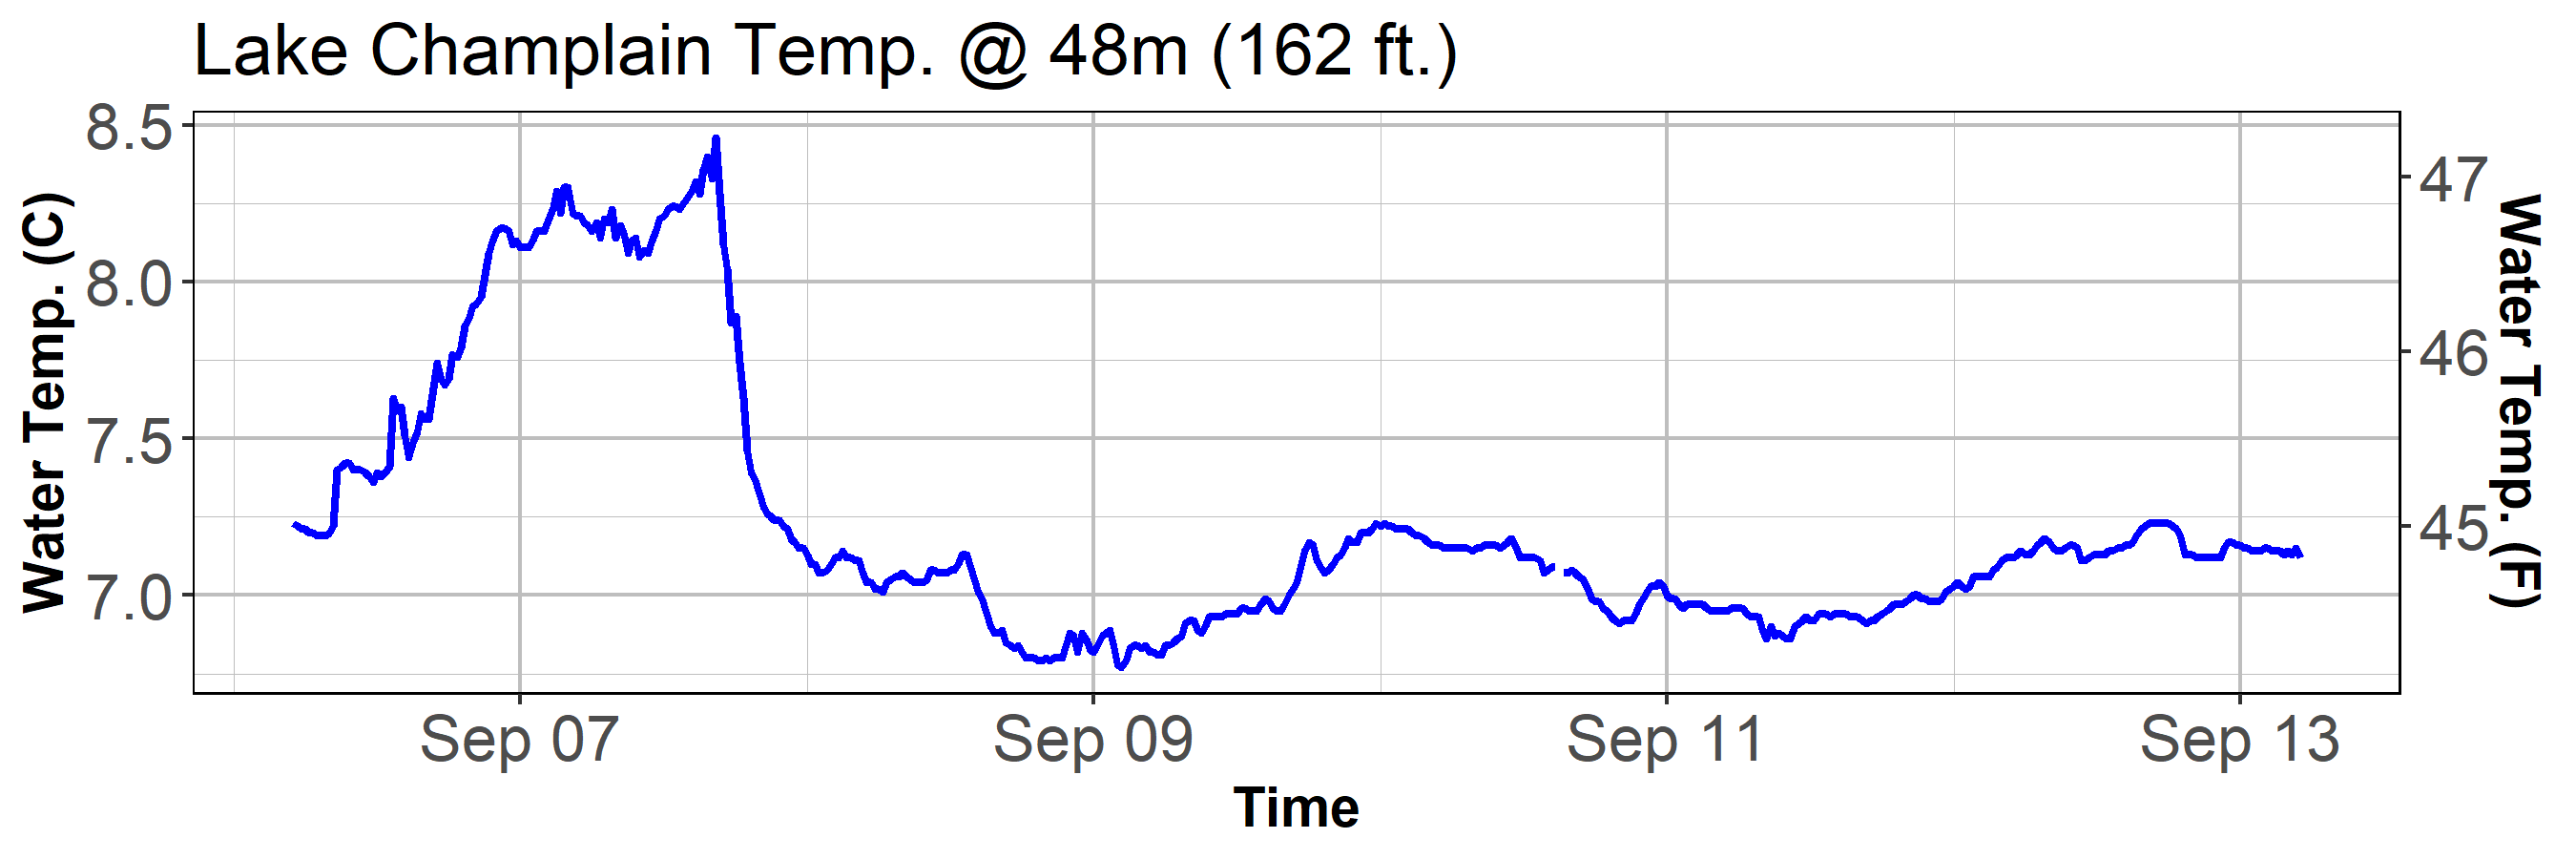 Lake Champlain Temp. @ 48m (162 ft.)
Water Temp. (C)
8.5
8.0
7.5
7.0
47
46
45
Water Temp. (F)
Sep 07 Sep 09 Sep 11 Sep 13
Time